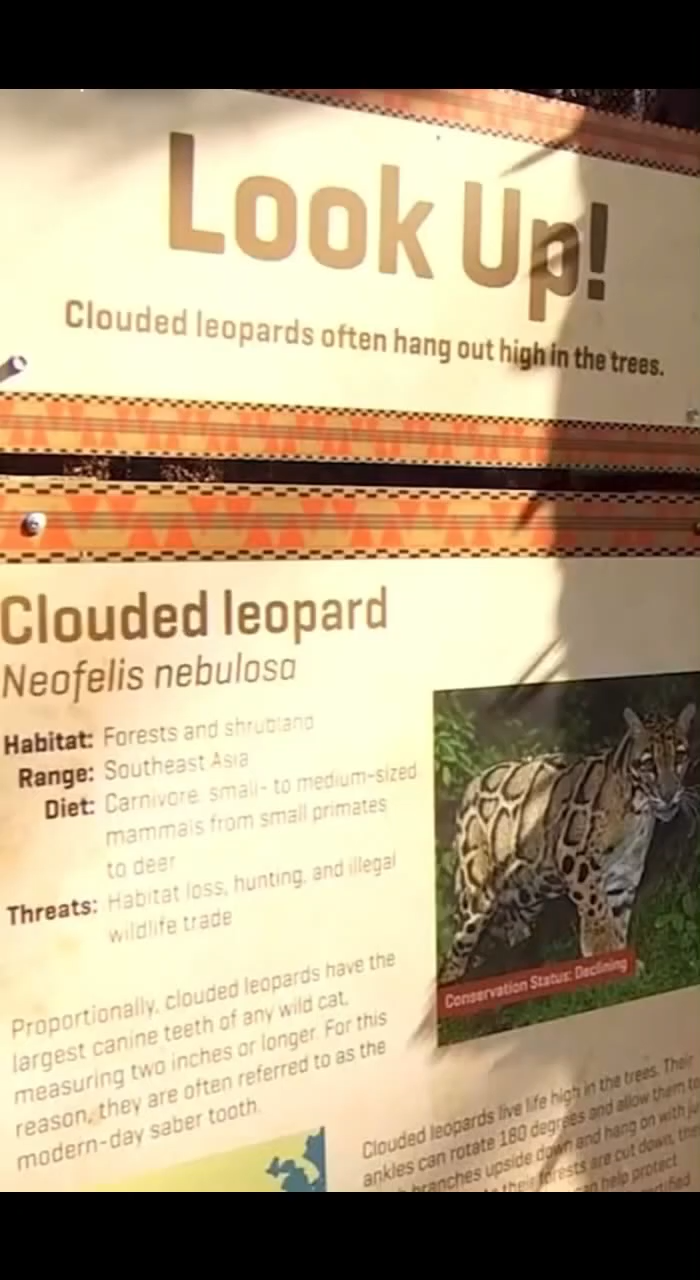 Look Up!
Clouded leopards often hang out high in the trees.
Clouded leopard
Neofelis nebulosa
Habitat: Forests and shrubland
Range: Southeast Asia
Diet: Carnivore: small- to medium-sized
mammals from small primates
to deer
Threats: Habitat loss, hunting, and illegal
wildlife trade
Conservation Status: Declining
Proportionally, clouded leopards have the
largest canine teeth of any wild cat,
measuring two inches or longer. For this
reason, they are often referred to as the
modern-day saber tooth.
Clouded leopards live life high in the trees. Their
ankles can rotate 180 degrees and allow them to
branches upside down and hang on with
their forests are cut down,
can help protect